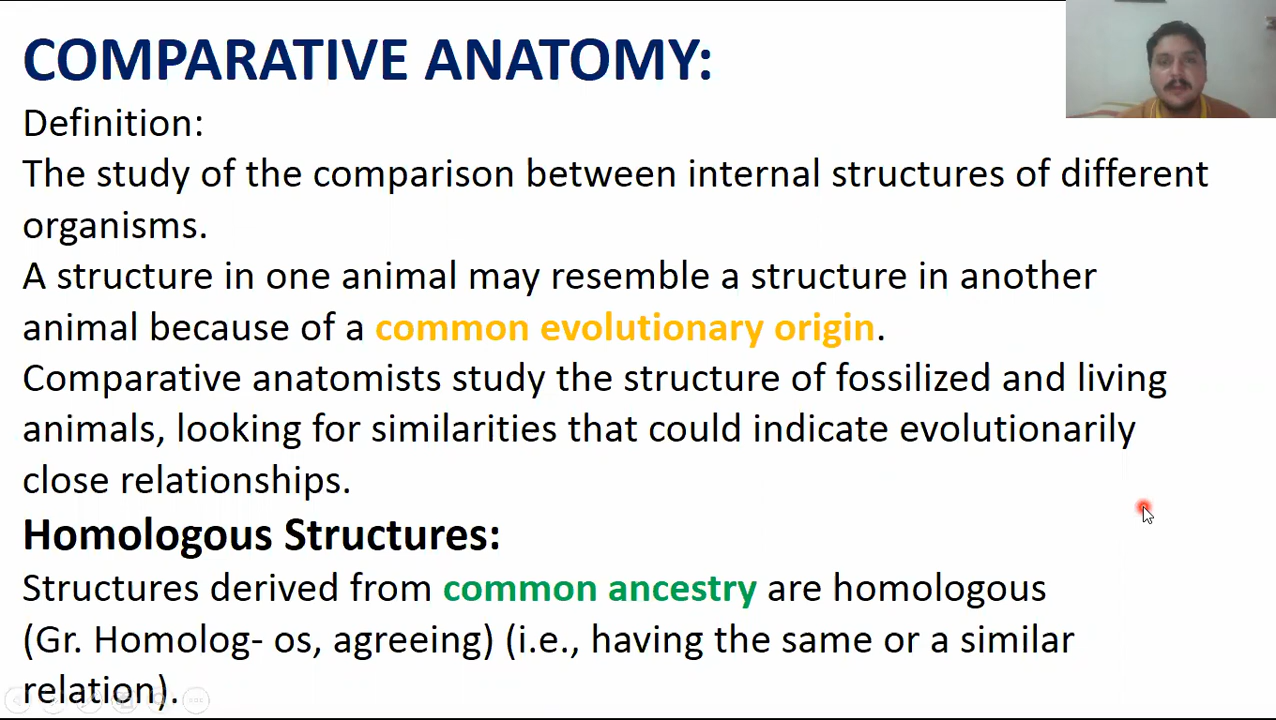 COMPARATIVE ANATOMY:
Definition:
The study of the comparison between internal structures of different
organisms.
A structure in one animal may resemble a structure in another
animal because of a common evolutionary origin.
Comparative anatomists study the structure of fossilized and living
animals, looking for similarities that could indicate evolutionarily
close relationships.
Homologous Structures:
Structures derived from common ancestry are homologous
(Gr. Homolog- os, agreeing) (i.e., having the same or a similar
relation).